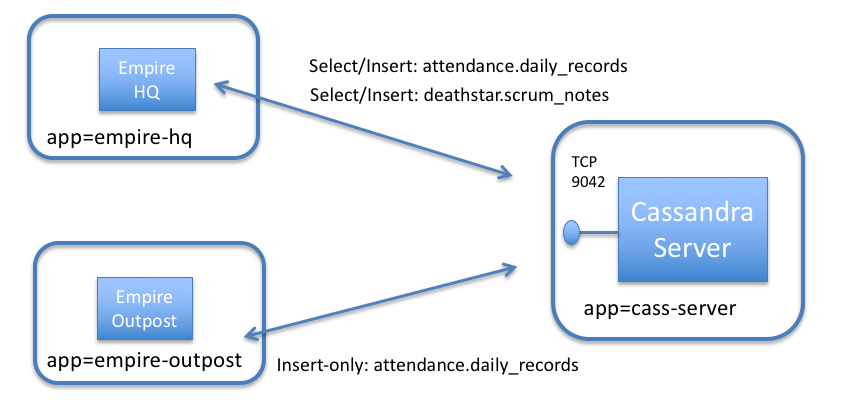 Empire
HQ
app=empire-hq
Select/Insert: attendance.daily_records
Select/Insert: deathstar.scrum_notes
TCP
9042
Cassandra
Server
app=cass-server
Empire
Outpost
app=empire-outpost
Insert-only: attendance.daily_records